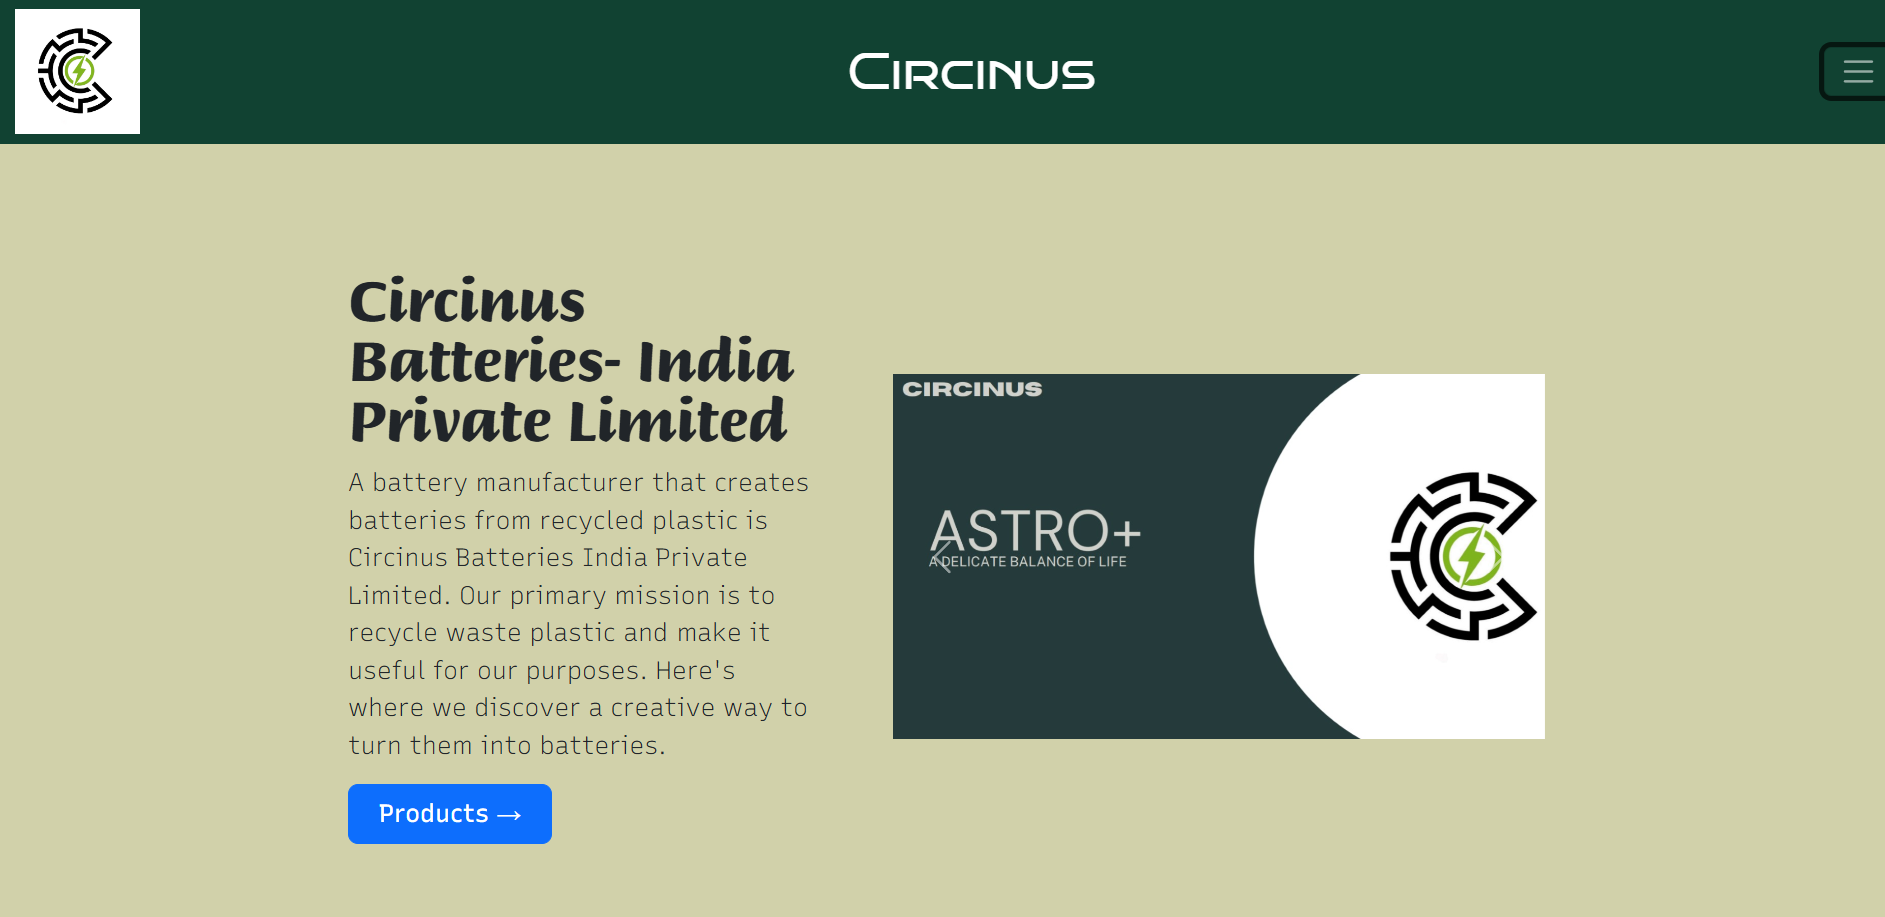 Circinus
Circinus
Batteries- India
Private Limited
A battery manufacturer that creates
batteries from recycled plastic is
Circinus Batteries India Private
Limited. Our primary mission is to
recycle waste plastic and make it
useful for our purposes. Here's
where we discover a creative way to
turn them into batteries.
Products →
CIRCINUS
ASTRO+
A DELICATE BALANCE OF LIFE